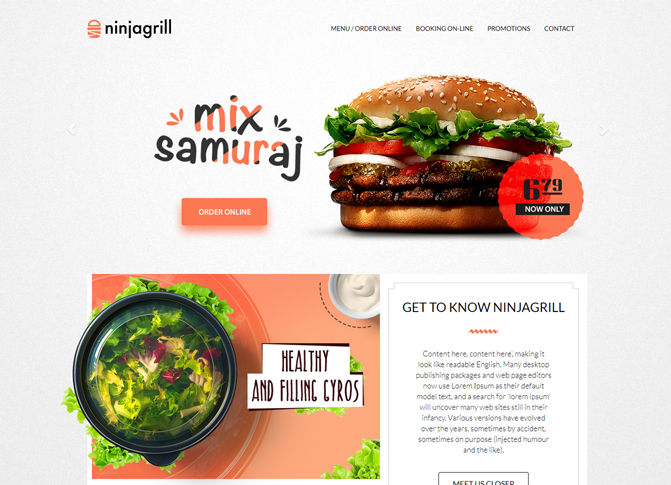 ninjagrill
MENU / ORDER ONLINE
BOOKING ON-LINE
PROMOTIONS
CONTACT
mix
samuraj
ORDER ONLINE
6 79
NOW ONLY
HEALTHY
AND FILLING GYROS
GET TO KNOW NINJAGRILL
Content here, content here', making it
look like readable English. Many desktop
publishing packages and web page editors
now use Lorem Ipsum as their default
model text, and a search for 'lorem ipsum'
will uncover many web sites still in their
infancy. Various versions have evolved
over the years, sometimes by accident,
sometimes on purpose (injected humour
and the like).
MEET US CLOSER